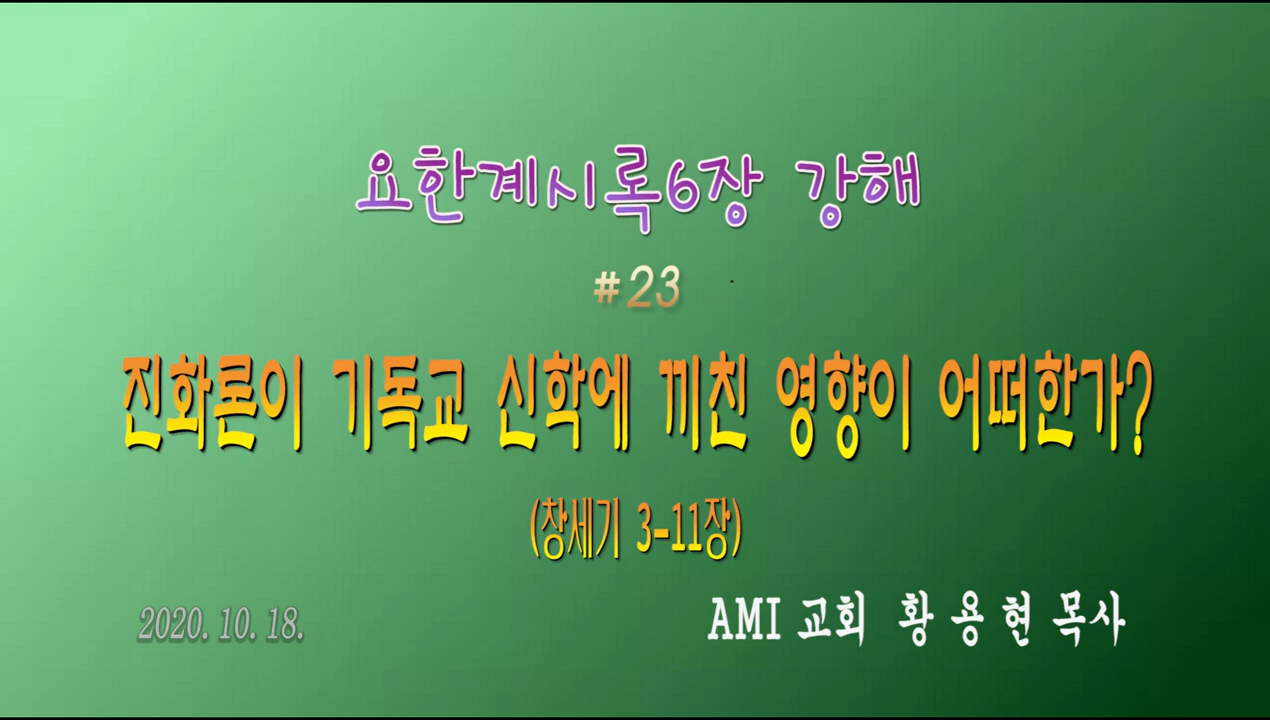 요한계시록6장 강해
#23
진화론이 기독교 신학에 끼친 영향이 어떠한가?
(창세기 3-11장)
2020. 10. 18.
AMI 교회 황 용 현 목사